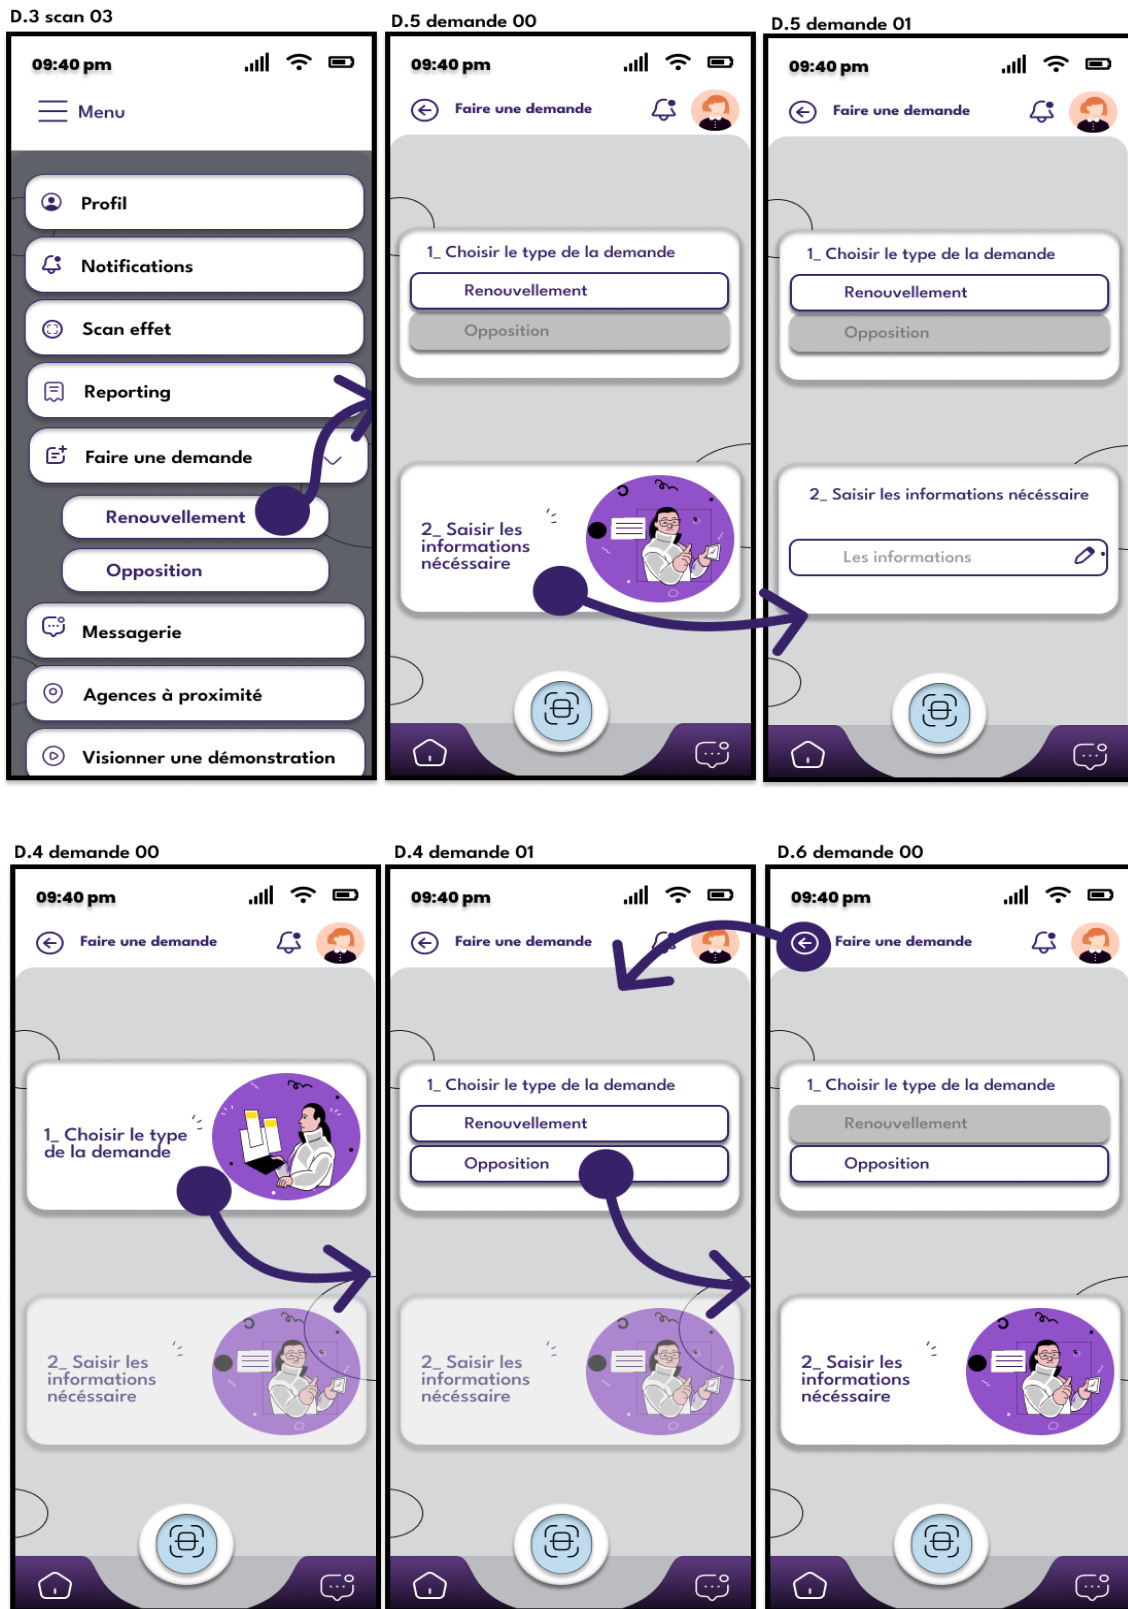 D.3 scan 03
09:40 pm
Menu
Profil
Notifications
Scan effet
Reporting
Faire une demande
Renouvellement
Opposition
Messagerie
Agences à proximité
Visionner une démonstration
D.5 demande 00
09:40 pm
Faire une demande
1_ Choisir le type de la demande
Renouvellement
Opposition
2_ Saisir les
informations
nécéssaire
D.5 demande 01
09:40 pm
Faire une demande
1_ Choisir le type de la demande
Renouvellement
Opposition
2_ Saisir les informations nécéssaire
Les informations
D.4 demande 00
09:40 pm
Faire une demande
1_ Choisir le type
de la demande
2_ Saisir les
informations
nécéssaire
D.4 demande 01
09:40 pm
Faire une demande
1_ Choisir le type de la demande
Renouvellement
Opposition
2_ Saisir les
informations
nécéssaire
D.6 demande 00
09:40 pm
Faire une demande
1_ Choisir le type de la demande
Renouvellement
Opposition
2_ Saisir les
informations
nécéssaire